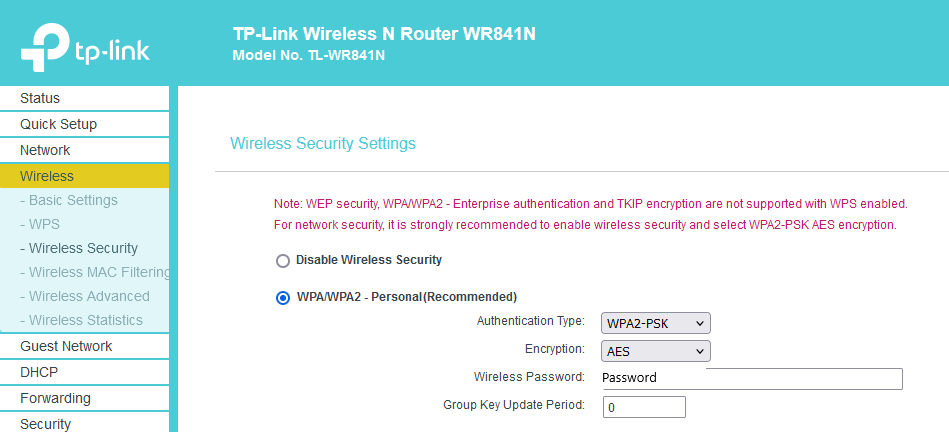 tp-link
TP-Link Wireless N Router WR841N
Model No. TL-WR841N
Status
Quick Setup
Network
Wireless
- Basic Settings
- WPS
- Wireless Security
- Wireless MAC Filtering
- Wireless Advanced
- Wireless Statistics
Guest Network
DHCP
Forwarding
Security
Wireless Security Settings
Note: WEP security, WPA/WPA2 - Enterprise authentication and TKIP encryption are not supported with WPS enabled.
For network security, it is strongly recommended to enable wireless security and select WPA2-PSK AES encryption.
Disable Wireless Security
WPA/WPA2 - Personal(Recommended)
Authentication Type: WPA2-PSK
Encryption: AES
Wireless Password: Password
Group Key Update Period: 0